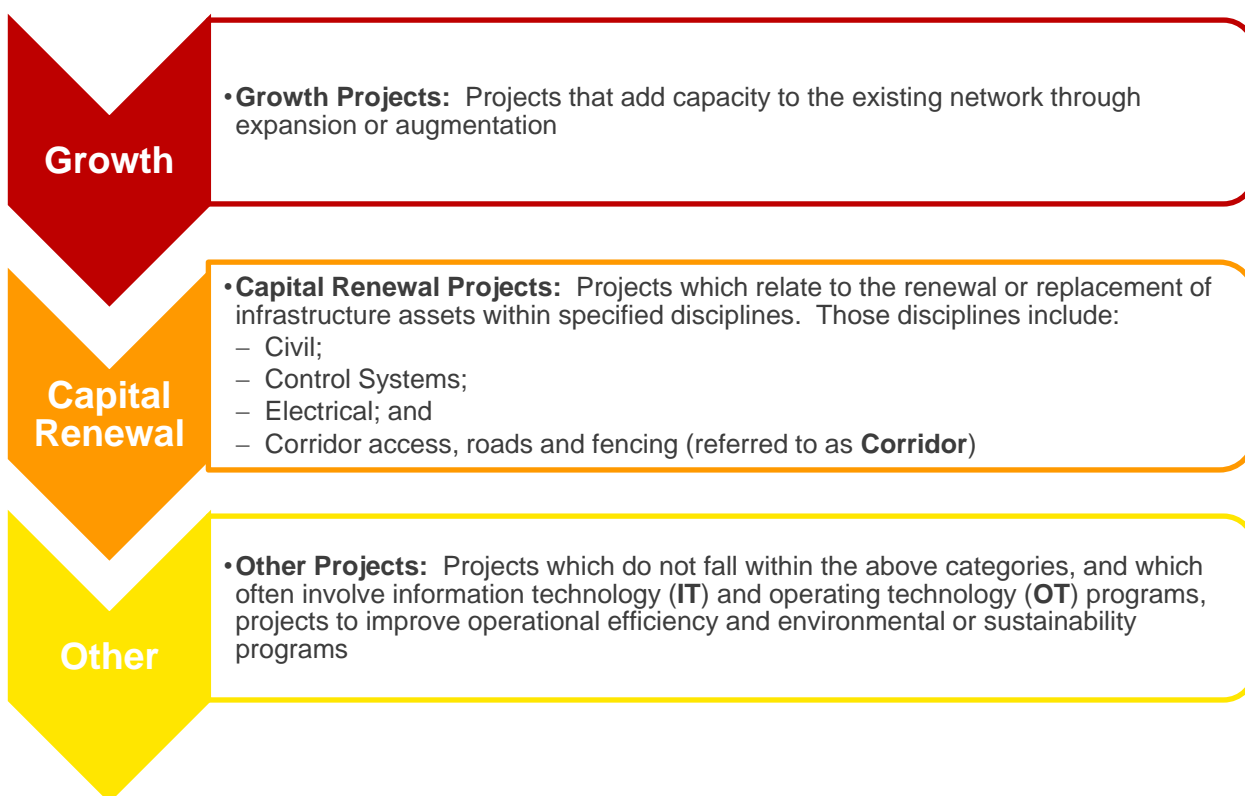 Growth
•Growth Projects:  Projects that add capacity to the existing network through
expansion or augmentation
Capital
Renewal
•Capital Renewal Projects:  Projects which relate to the renewal or replacement of
infrastructure assets within specified disciplines.  Those disciplines include:
– Civil;
– Control Systems;
– Electrical; and
– Corridor access, roads and fencing (referred to as Corridor)
Other
•Other Projects:  Projects which do not fall within the above categories, and which
often involve information technology (IT) and operating technology (OT) programs,
projects to improve operational efficiency and environmental or sustainability
programs